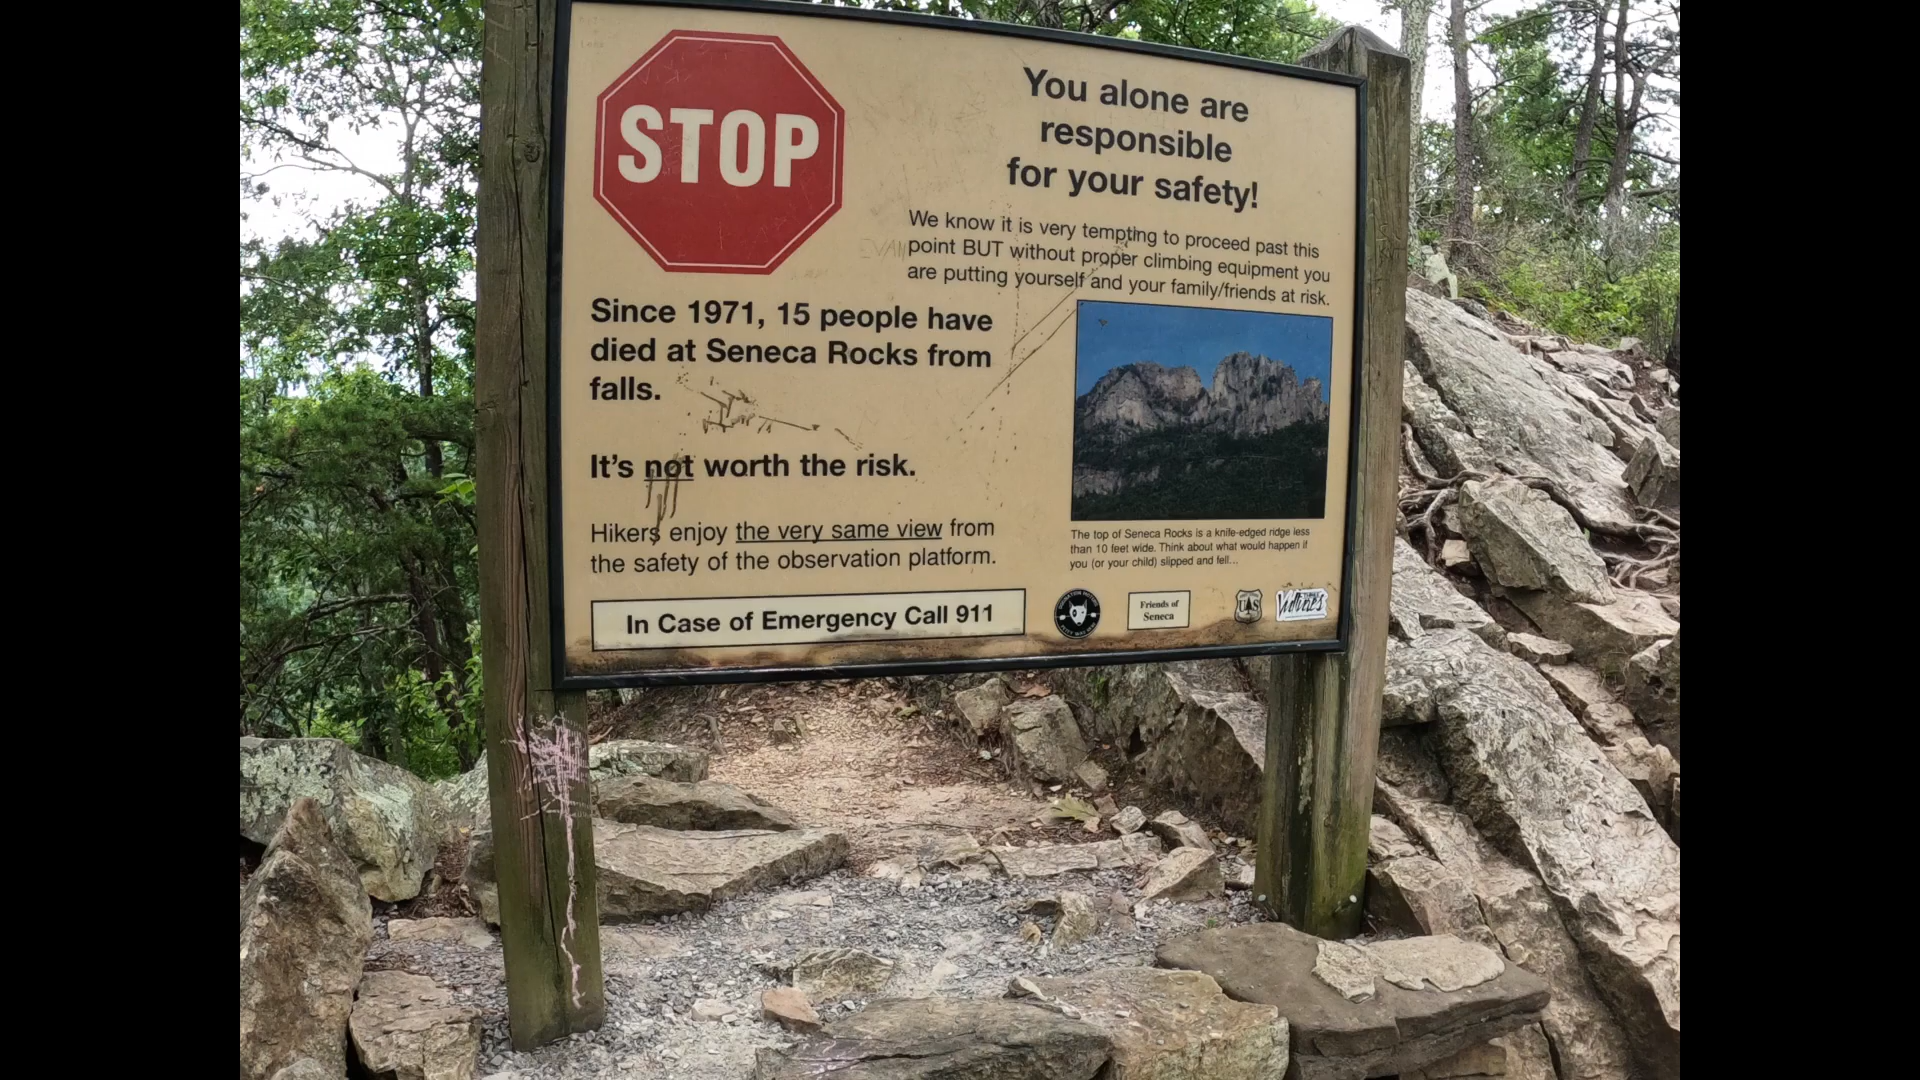 STOP
You alone are
responsible
for your safety!
We know it is very tempting to proceed past this
point BUT without proper climbing equipment you
are putting yourself and your family/friends at risk.
Since 1971, 15 people have
died at Seneca Rocks from
falls.
It's not worth the risk.
Hikers enjoy the very same view from
the safety of the observation platform.
The top of Seneca Rocks is a knife-edged ridge less
than 10 feet wide. Think about what would happen if
you (or your child) slipped and fell...
In Case of Emergency Call 911
Friends of
Seneca
US
EVAN